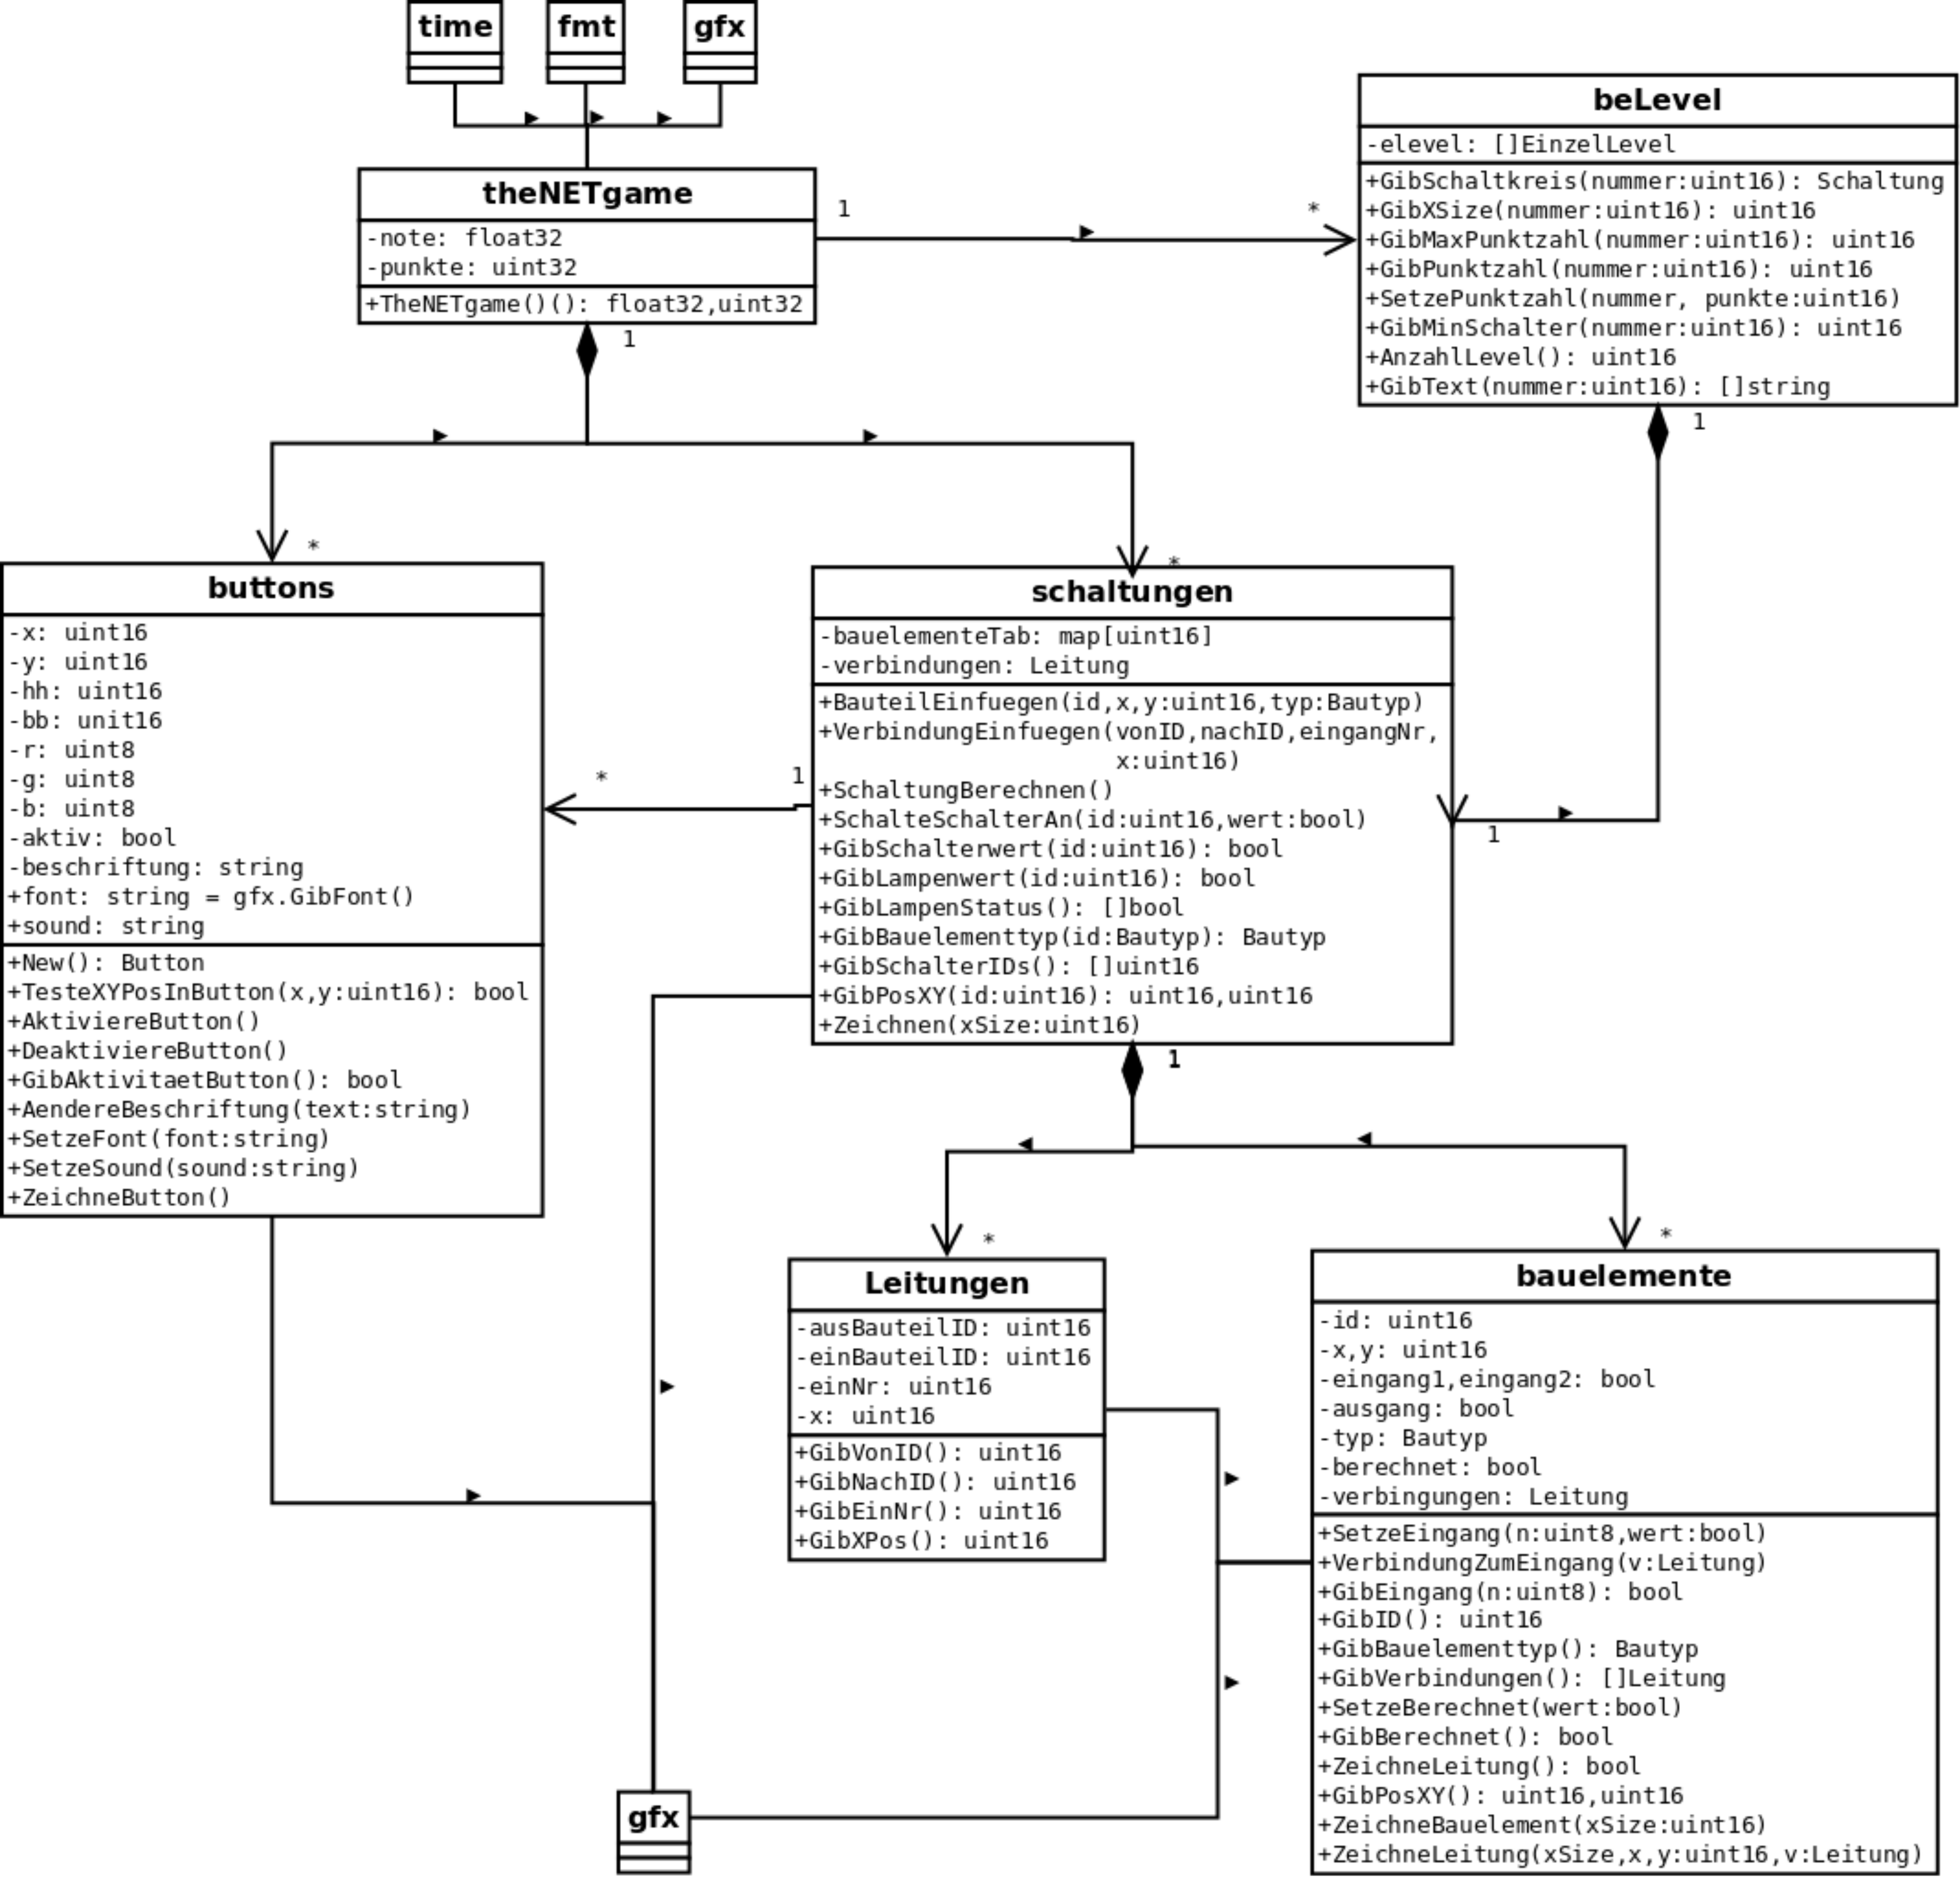 time
fmt
gfx
theNETgame
-note: float32
-punkte: uint32
+TheNETgame()(): float32,uint32
1
*
1
beLevel
-elevel: []EinzelLevel
+GibSchaltkreis(nummer:uint16): Schaltung
+GibXSize(nummer:uint16): uint16
+GibMaxPunktzahl(nummer:uint16): uint16
+GibPunktzahl(nummer:uint16): uint16
+SetzePunktzahl(nummer, punkte:uint16)
+GibMinSchalter(nummer:uint16): uint16
+AnzahlLevel(): uint16
+GibText(nummer:uint16): []string
1
*
buttons
-x: uint16
-y: uint16
-hh: uint16
-bb: unit16
-r: uint8
-g: uint8
-b: uint8
-aktiv: bool
-beschriftung: string
+font: string = gfx.GibFont()
+sound: string
+New(): Button
+TesteXYPosInButton(x,y:uint16): bool
+AktiviereButton()
+DeaktiviereButton()
+GibAktivitaetButton(): bool
+AendereBeschriftung(text:string)
+SetzeFont(font:string)
+SetzeSound(sound:string)
+ZeichneButton()
*
1
*
schaltungen
-bauelementeTab: map[uint16]
-verbindungen: Leitung
+BauteilEinfuegen(id,x,y:uint16,typ:Bautyp)
+VerbindungEinfuegen(vonID,nachID,eingangNr,
x:uint16)
+SchaltungBerechnen()
+SchalteSchalterAn(id:uint16,wert:bool)
+GibSchalterwert(id:uint16): bool
+GibLampenwert(id:uint16): bool
+GibLampenStatus(): []bool
+GibBauelementtyp(id:Bautyp): Bautyp
+GibSchalterIDs(): []uint16
+GibPosXY(id:uint16): uint16,uint16
+Zeichnen(xSize:uint16)
1
1
*
Leitungen
-ausBauteilID: uint16
-einBauteilID: uint16
-einNr: uint16
-x: uint16
+GibVonID(): uint16
+GibNachID(): uint16
+GibEinNr(): uint16
+GibXPos(): uint16
*
bauelemente
-id: uint16
-x,y: uint16
-eingang1,eingang2: bool
-ausgang: bool
-typ: Bautyp
-berechnet: bool
-verbingungen: Leitung
+SetzeEingang(n:uint8,wert:bool)
+VerbindungZumEingang(v:Leitung)
+GibEingang(n:uint8): bool
+GibID(): uint16
+GibBauelementtyp(): Bautyp
+GibVerbindungen(): []Leitung
+SetzeBerechnet(wert:bool)
+GibBerechnet(): bool
+ZeichneLeitung(): bool
+GibPosXY(): uint16,uint16
+ZeichneBauelement(xSize:uint16)
+ZeichneLeitung(xSize,x,y:uint16,v:Leitung)
gfx